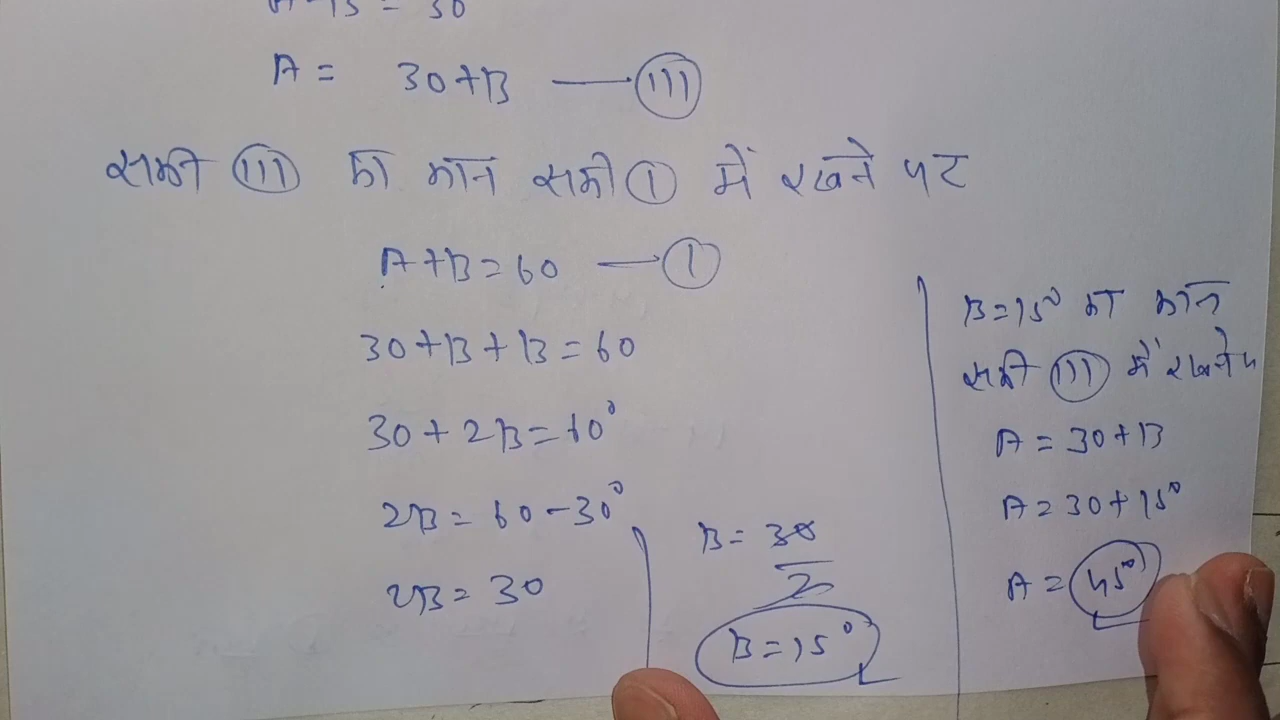 A - B = 30
A = 30+B — (III)
समी (III) का मान समी (I) में रखने पर
A+B=60 — (I)
30+B+B=60
30+2B=60°
2B= 60-30°
2B= 30
B= 30/2
B=15°
B=15° का मान
समी (III) में रखने प
A = 30+B
A = 30+15°
A = 45°